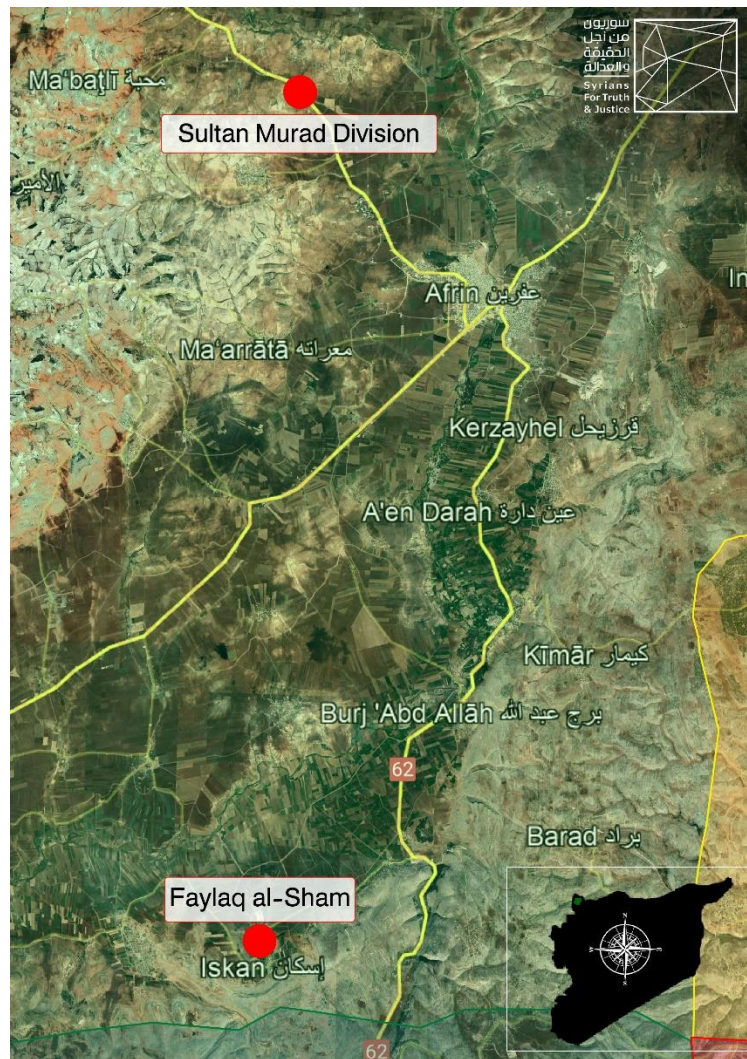 سوريون
من أجل
الحقيقة
والعدالة
Syrians
For Truth
& Justice
Ma'baţlī محبة
Sultan Murad Division
الأمير
Afrin عفرين
In
Ma'arrātā معراته
Kerzayhel قرزيحل
A'en Darah عين دارة
Kīmār كيمار
Burj 'Abd Allāh برج عبد الله
62
Barad براد
Faylaq al-Sham
Iskan إسكان
N
62